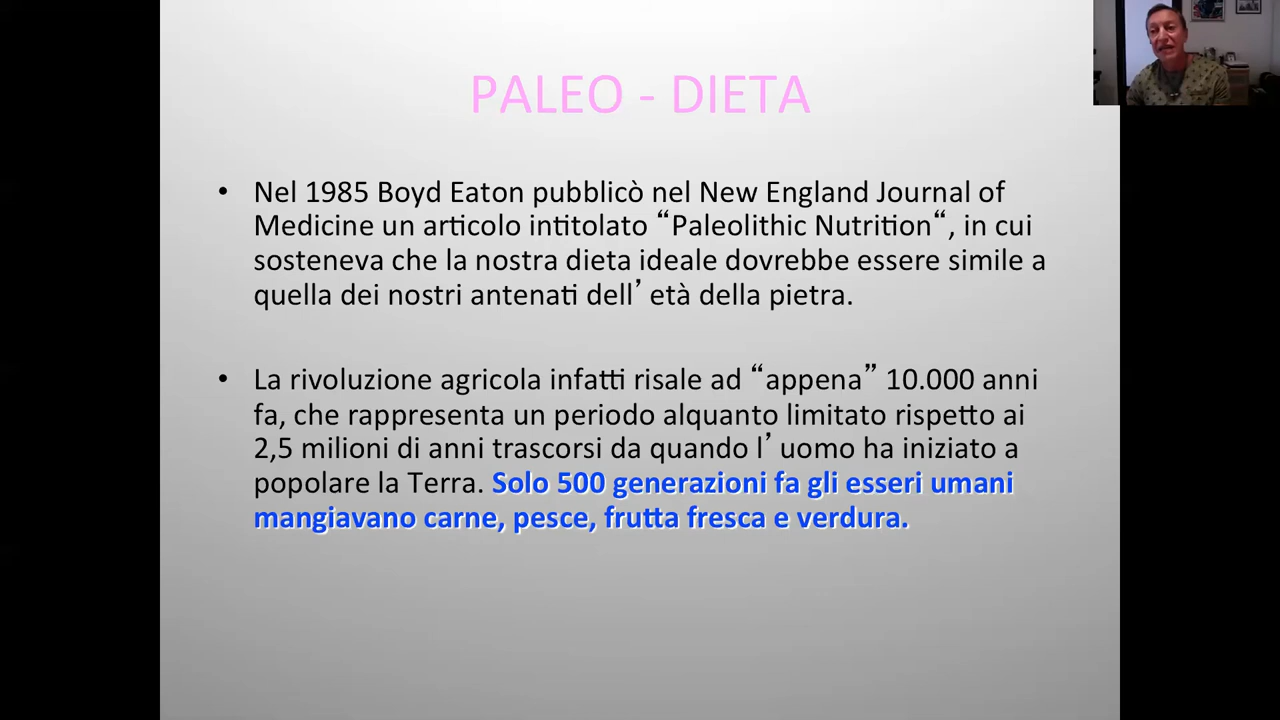 PALEO - DIETA
• Nel 1985 Boyd Eaton pubblicò nel New England Journal of
Medicine un articolo intitolato “Paleolithic Nutrition“, in cui
sosteneva che la nostra dieta ideale dovrebbe essere simile a
quella dei nostri antenati dell’ età della pietra.
• La rivoluzione agricola infatti risale ad “appena” 10.000 anni
fa, che rappresenta un periodo alquanto limitato rispetto ai
2,5 milioni di anni trascorsi da quando l’ uomo ha iniziato a
popolare la Terra. Solo 500 generazioni fa gli esseri umani
mangiavano carne, pesce, frutta fresca e verdura.